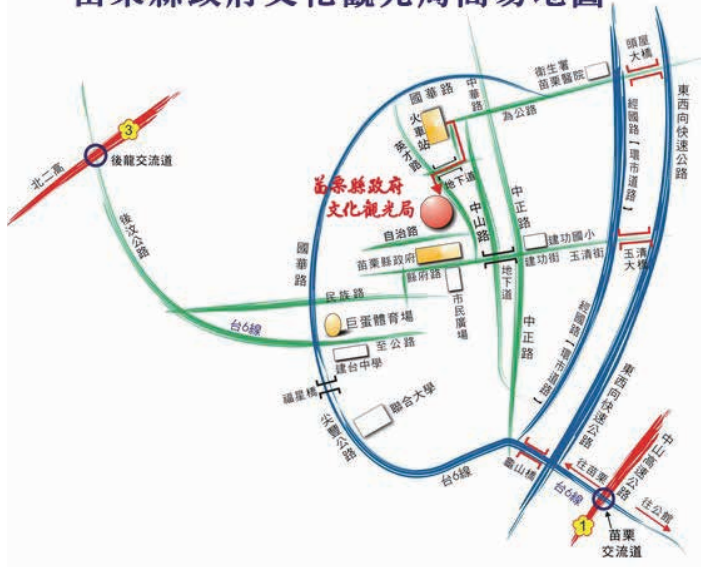 苗栗縣政府文化觀光局簡易地圖
頭屋
大橋
衛生署
苗栗醫院
中華路
國華路
火車站
為公路
東西向快速公路
經國路【環市道路】
3
北二高
後龍交流道
英才路
地下道
苗栗縣政府
文化觀光局
中山路
中正路
後汶公路
國華路
自治路
苗栗縣政府
縣府路
建功國小
建功街
玉清街
玉清
大橋
地下道
市民廣場
民族路
巨蛋體育場
台6線
至公路
建台中學
中正路
經國路【環市道路】
東西向快速公路
福星橋
尖豐公路
聯合大學
中山高速公路
龜山橋
往苗栗
台6線
台6線
往公館
1
苗栗
交流道